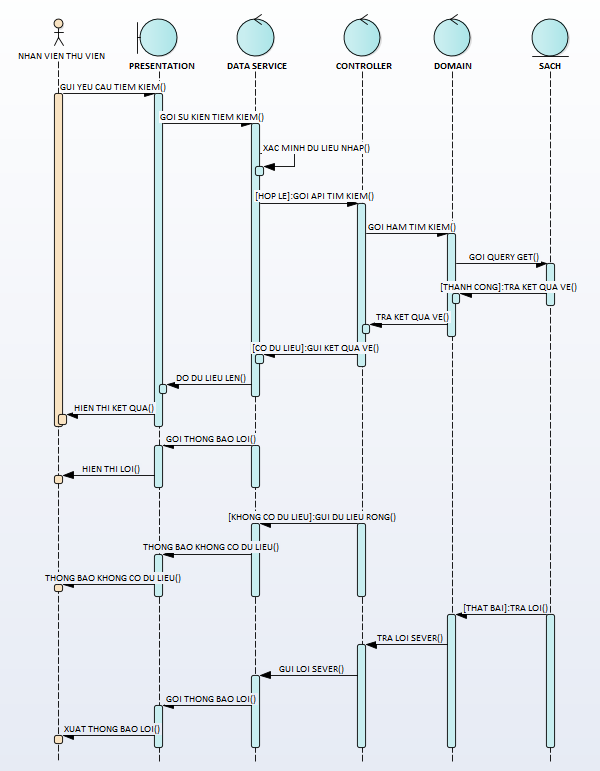 NHAN VIEN THU VIEN
PRESENTATION
DATA SERVICE
CONTROLLER
DOMAIN
SACH
GUI YEU CAU TIEM KIEM()
GOI SU KIEN TIEM KIEM()
XAC MINH DU LIEU NHAP()
[HOP LE]:GOI API TIM KIEM()
GOI HAM TIM KIEM()
GOI QUERY GET()
[THANH CONG]:TRA KET QUA VE()
TRA KET QUA VE()
[CO DU LIEU]:GUI KET QUA VE()
DO DU LIEU LEN()
HIEN THI KET QUA()
GOI THONG BAO LOI()
HIEN THI LOI()
[KHONG CO DU LIEU]:GUI DU LIEU RONG()
THONG BAO KHONG CO DU LIEU()
THONG BAO KHONG CO DU LIEU()
[THAT BAI]:TRA LOI()
TRA LOI SEVER()
GUI LOI SEVER()
GOI THONG BAO LOI()
XUAT THONG BAO LOI()